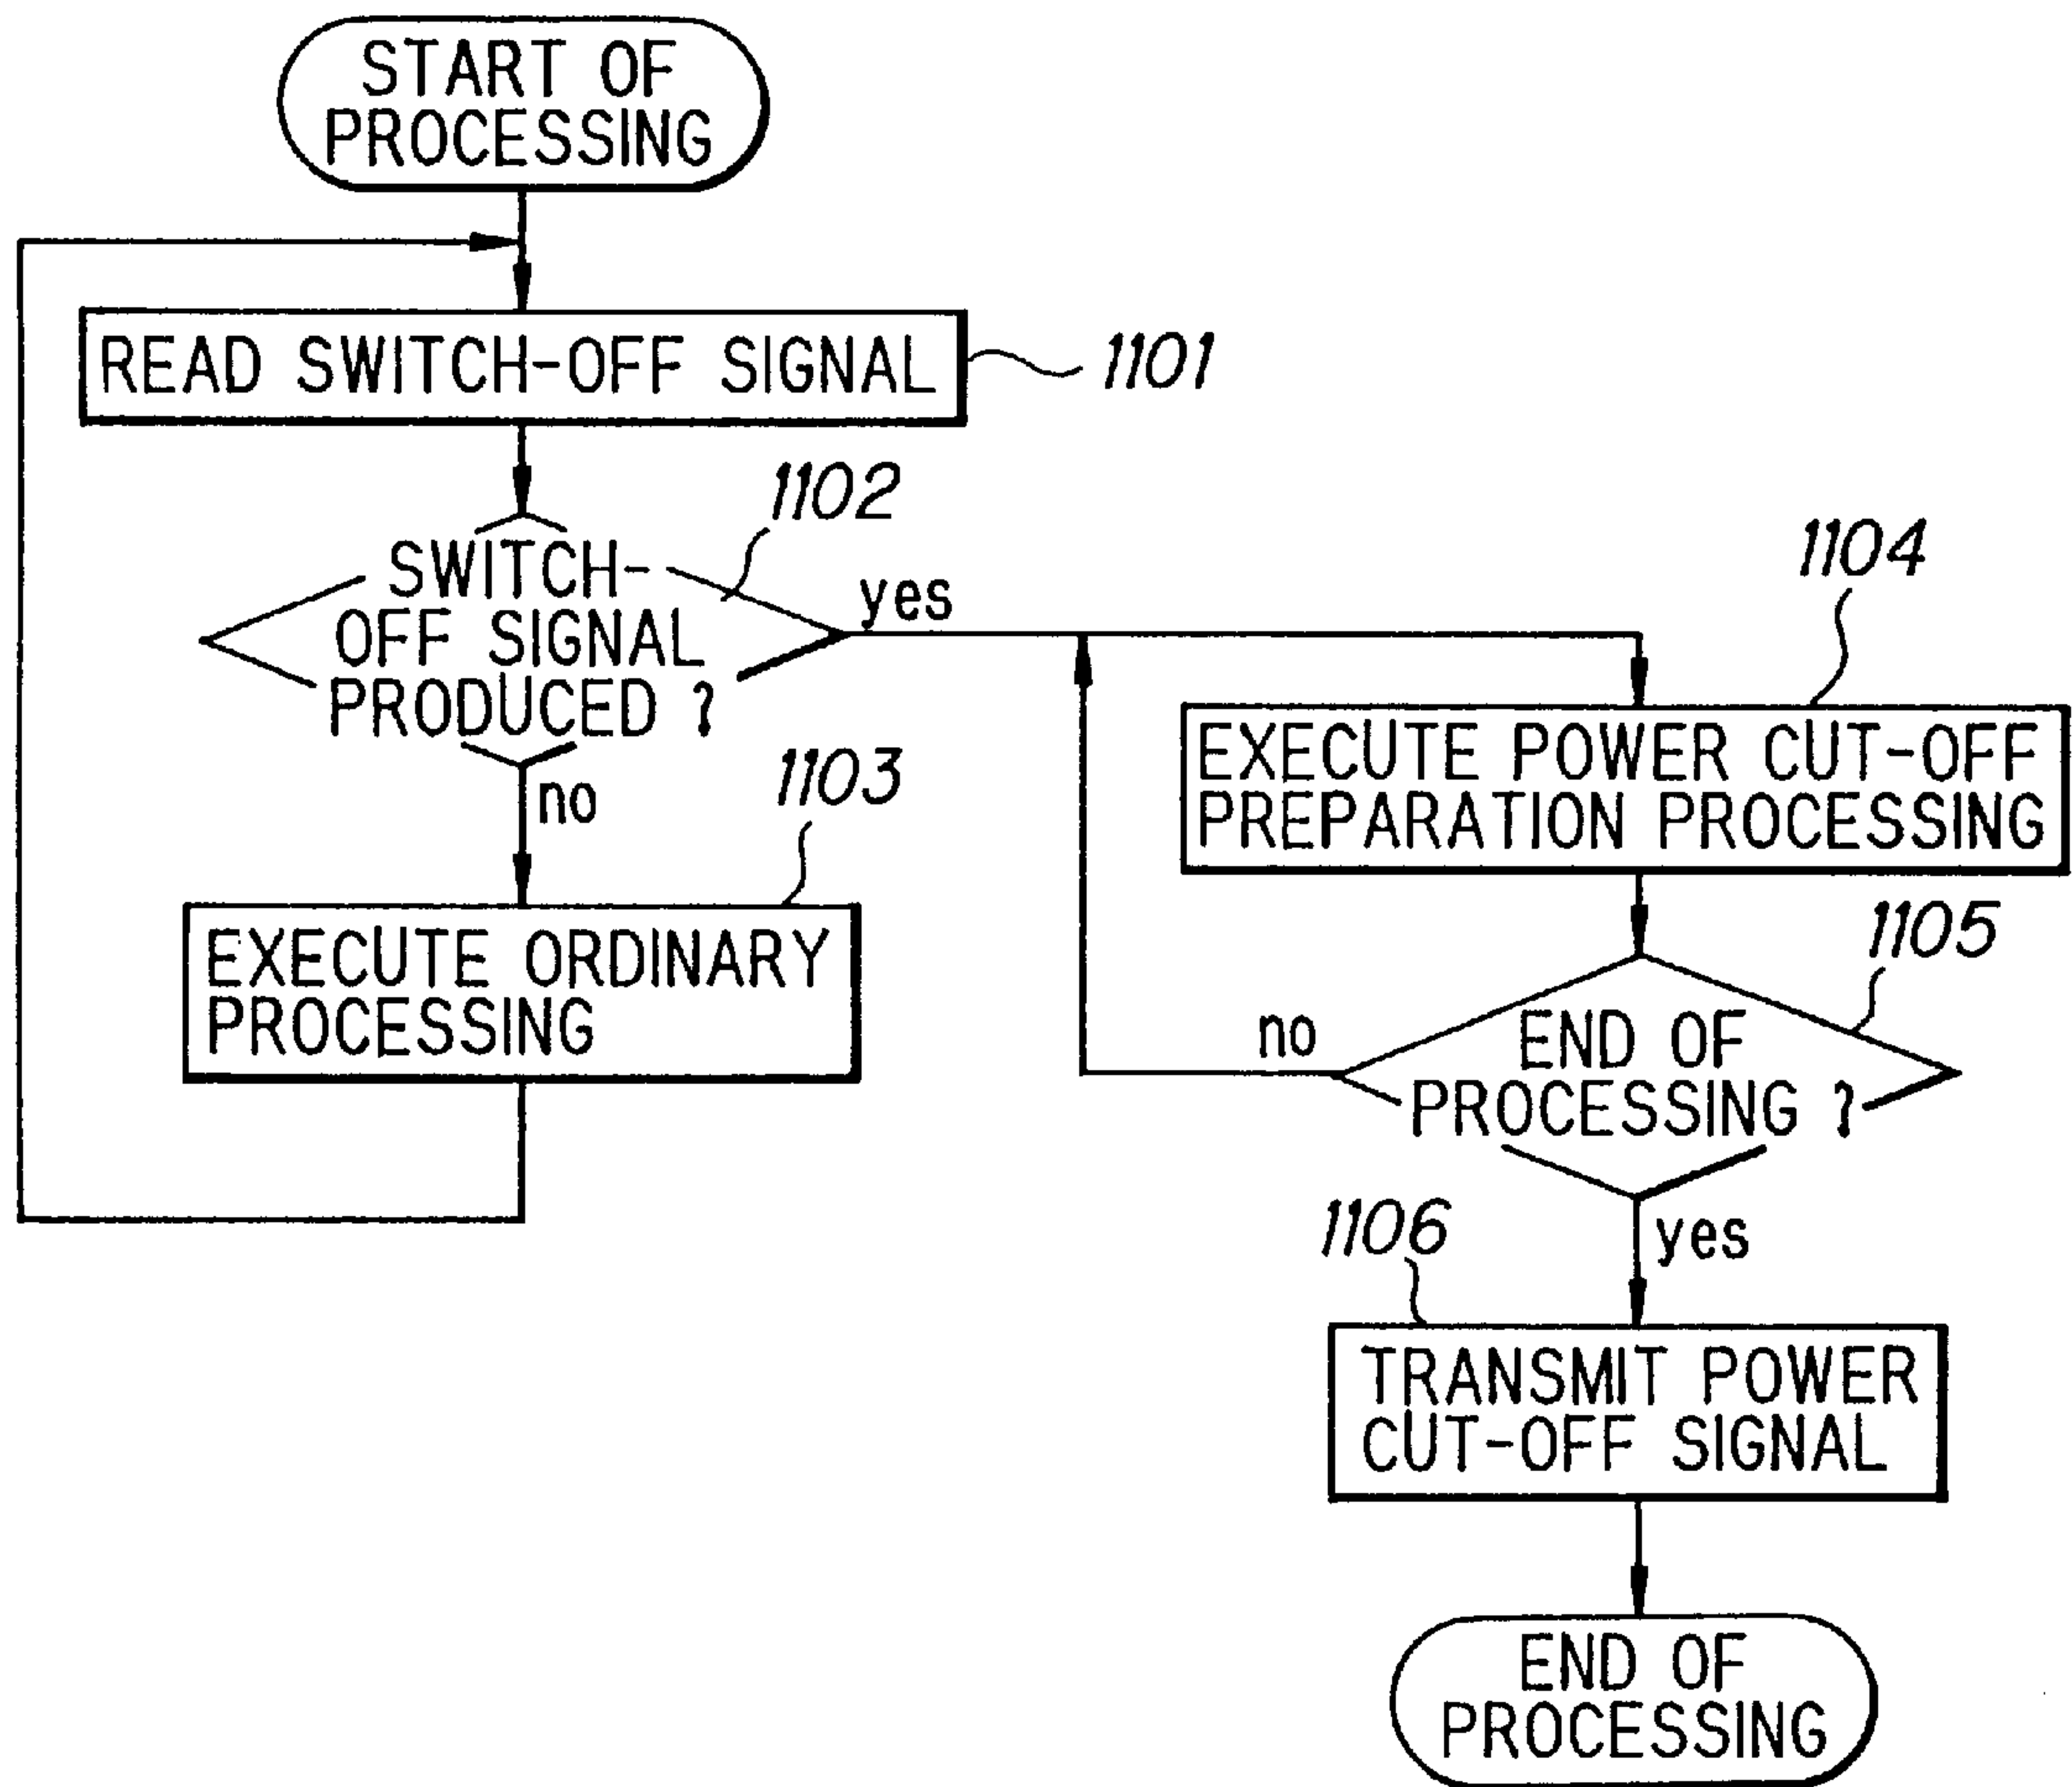 START OF
PROCESSING
READ SWITCH-OFF SIGNAL
1101
1102
SWITCH-
OFF SIGNAL
PRODUCED ?
yes
no
1103
EXECUTE ORDINARY
PROCESSING
1104
EXECUTE POWER CUT-OFF
PREPARATION PROCESSING
1105
END OF
PROCESSING ?
no
yes
1106
TRANSMIT POWER
CUT-OFF SIGNAL
END OF
PROCESSING